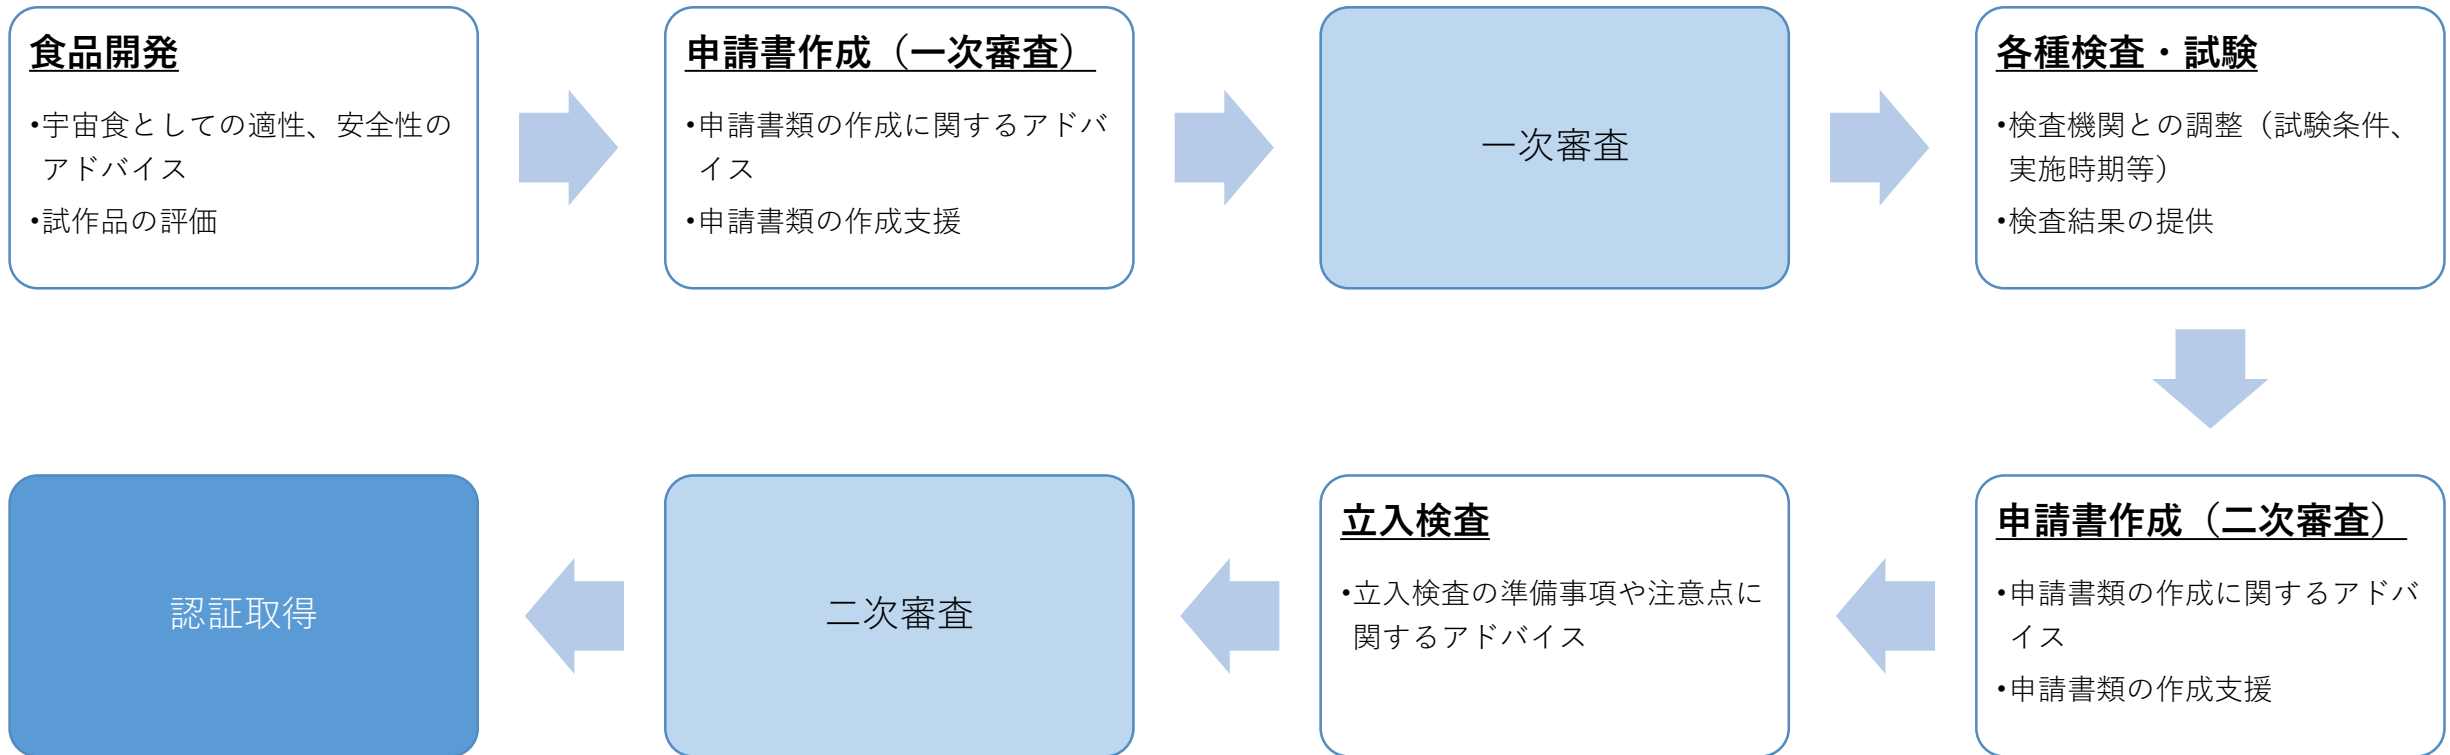 食品開発
•宇宙食としての適性、安全性の
アドバイス
•試作品の評価
申請書作成（一次審査）
•申請書類の作成に関するアドバ
イス
•申請書類の作成支援
一次審査
各種検査・試験
•検査機関との調整（試験条件、
実施時期等）
•検査結果の提供
申請書作成（二次審査）
•申請書類の作成に関するアドバ
イス
•申請書類の作成支援
立入検査
•立入検査の準備事項や注意点に
関するアドバイス
二次審査
認証取得